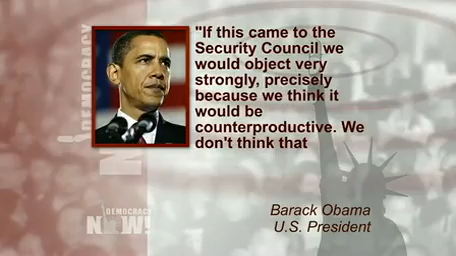 "If this came to the
Security Council we
would object very
strongly, precisely
because we think it
would be
counterproductive. We
don't think that
Barack Obama
U.S. President
DEMOCRACY
DEMOCRACY
NOW!